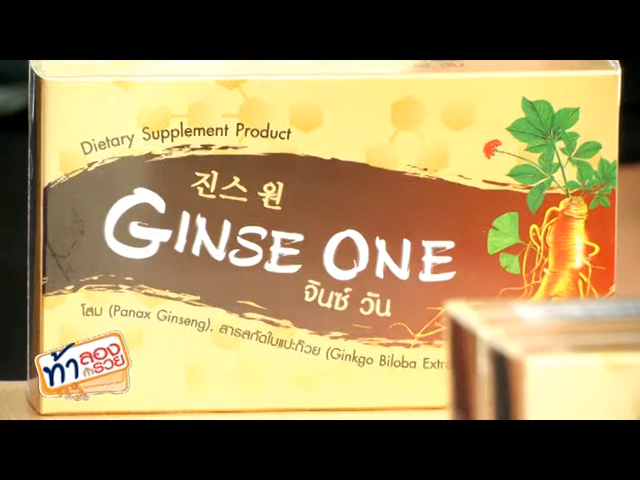 Dietary Supplement Product
진스 원
GINSE ONE
จินซ์ วัน
โสม (Panax Ginseng), สารสกัดใบแปะก๊วย (Ginkgo Biloba Extra
ท้า ลอง
รวย